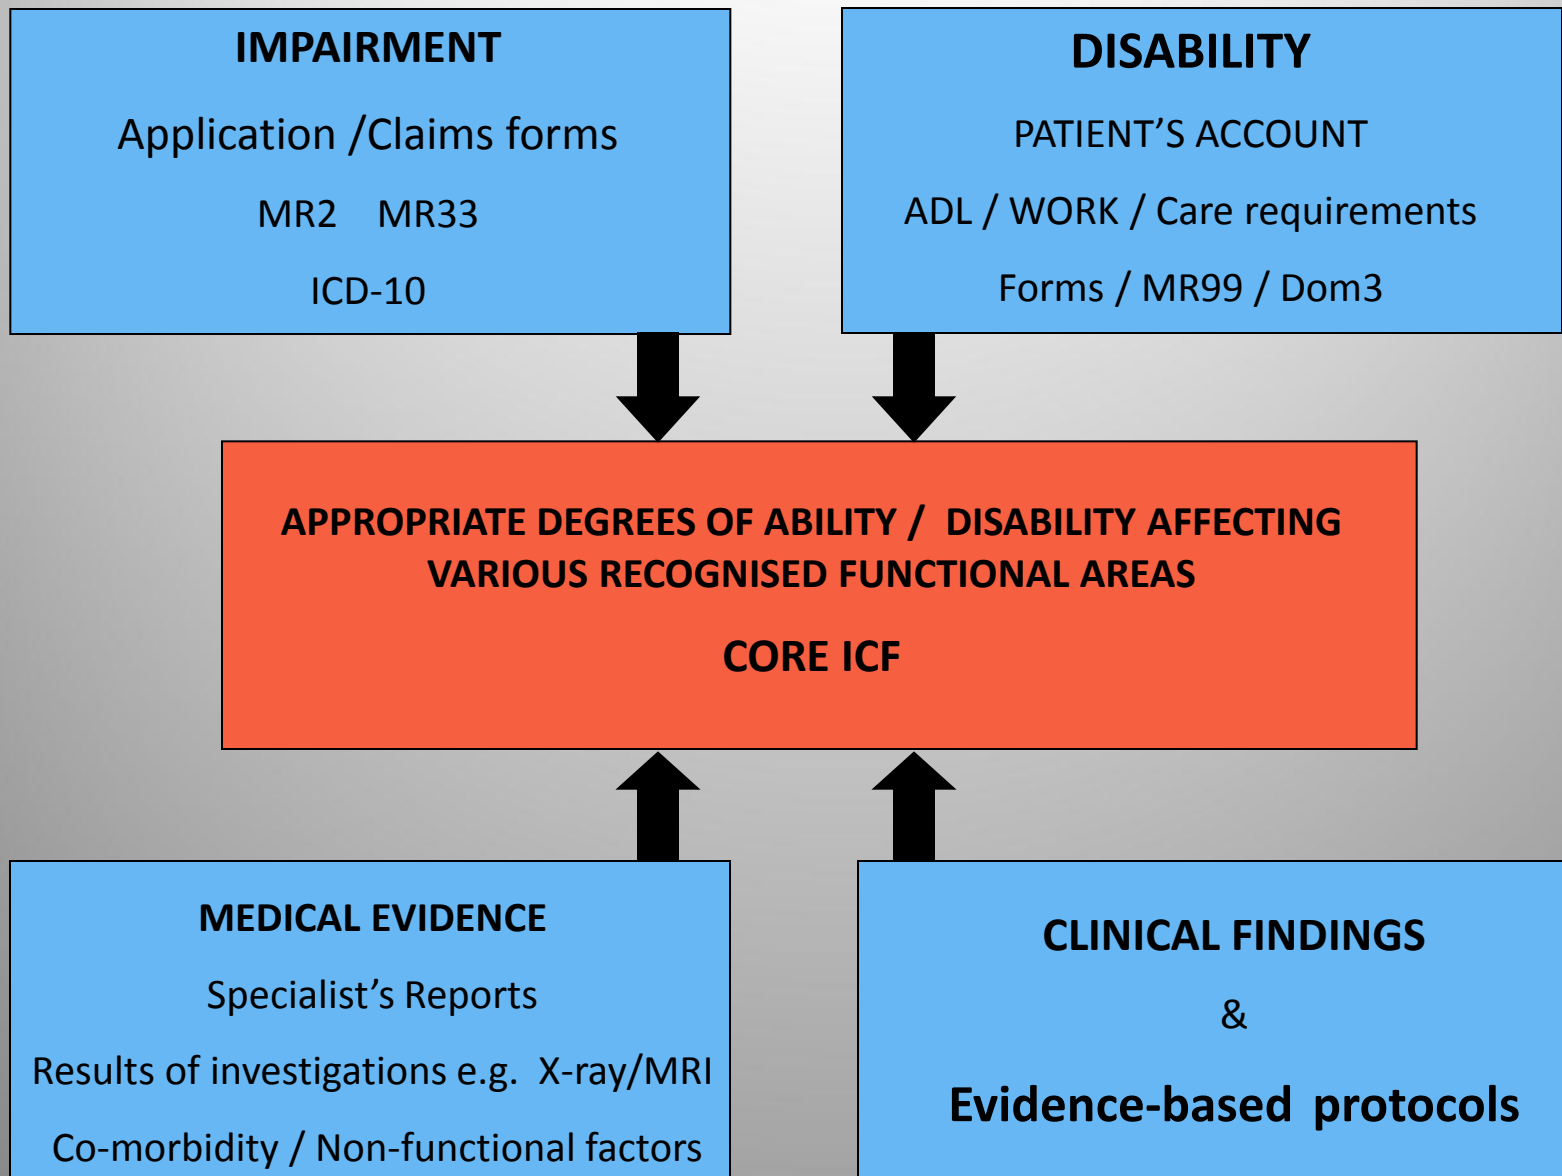 IMPAIRMENT
Application /Claims forms
MR2 MR33
ICD-10
DISABILITY
PATIENT’S ACCOUNT
ADL / WORK / Care requirements
Forms / MR99 / Dom3
APPROPRIATE DEGREES OF ABILITY / DISABILITY AFFECTING
VARIOUS RECOGNISED FUNCTIONAL AREAS
CORE ICF
MEDICAL EVIDENCE
Specialist’s Reports
Results of investigations e.g. X-ray/MRI
Co-morbidity / Non-functional factors
CLINICAL FINDINGS
&
Evidence-based protocols